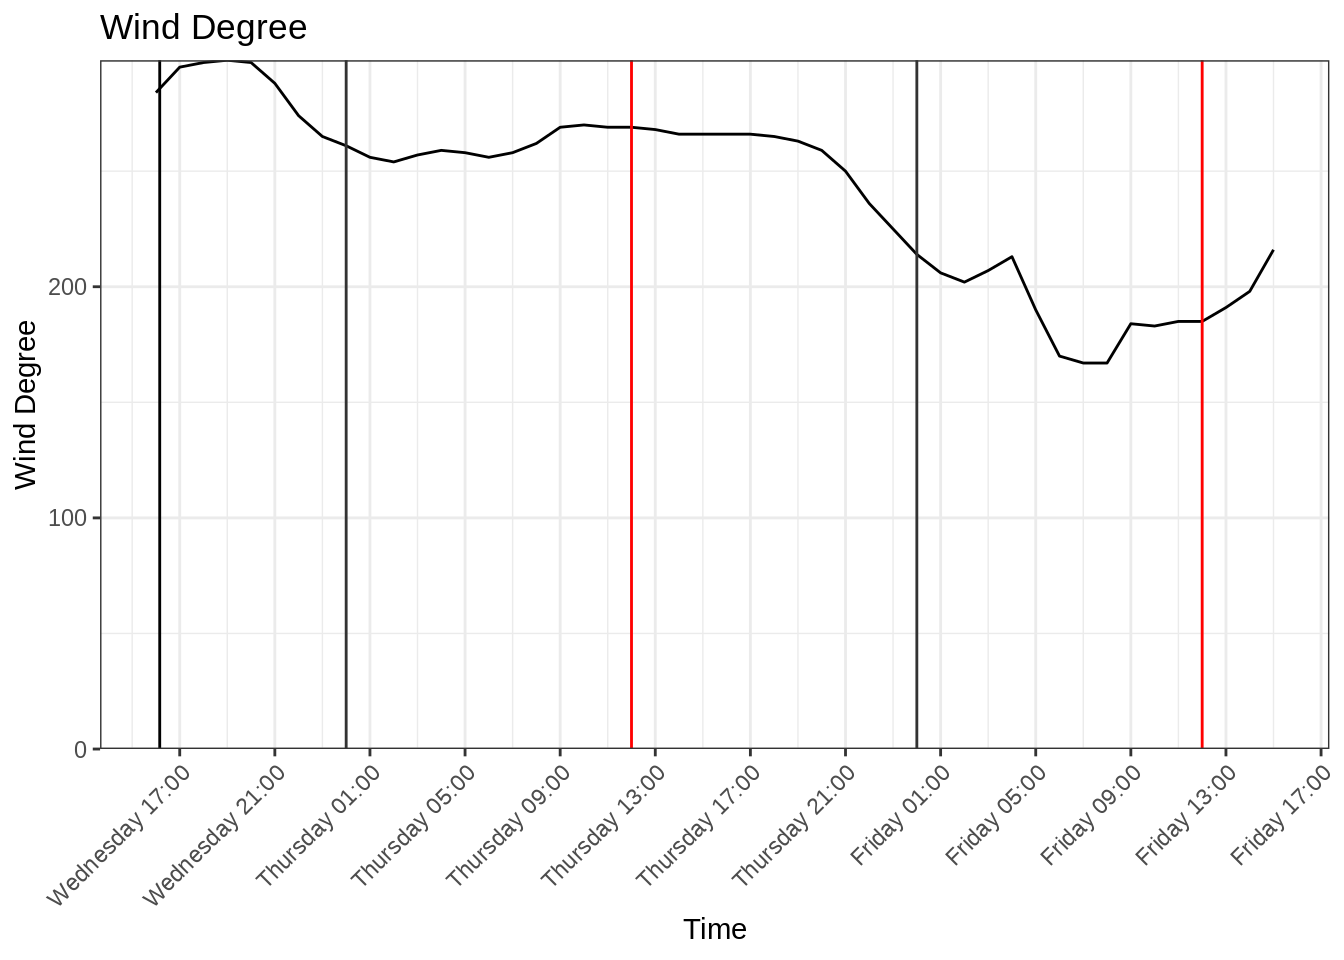 Wind Degree
Wind Degree
200
100
0
Wednesday 17:00
Wednesday 21:00
Thursday 01:00
Thursday 05:00
Thursday 09:00
Thursday 13:00
Thursday 17:00
Thursday 21:00
Friday 01:00
Friday 05:00
Friday 09:00
Friday 13:00
Friday 17:00
Time